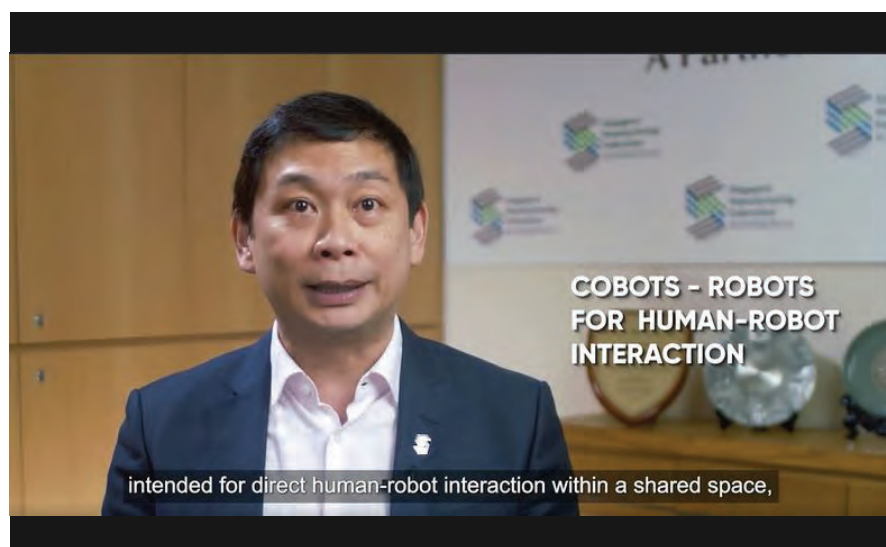 A
COBOTS - ROBOTS
FOR HUMAN-ROBOT
INTERACTION
intended for direct human-robot interaction within a shared space,